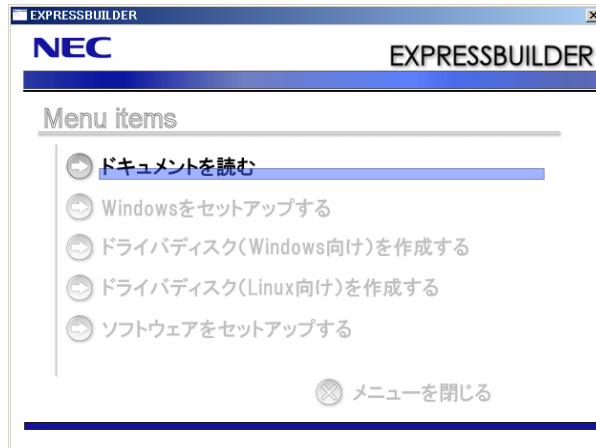 EXPRESSBUILDER
NEC
EXPRESSBUILDER
Menu items
ドキュメントを読む
Windowsをセットアップする
ドライバディスク(Windows向け)を作成する
ドライバディスク(Linux向け)を作成する
ソフトウェアをセットアップする
メニューを閉じる